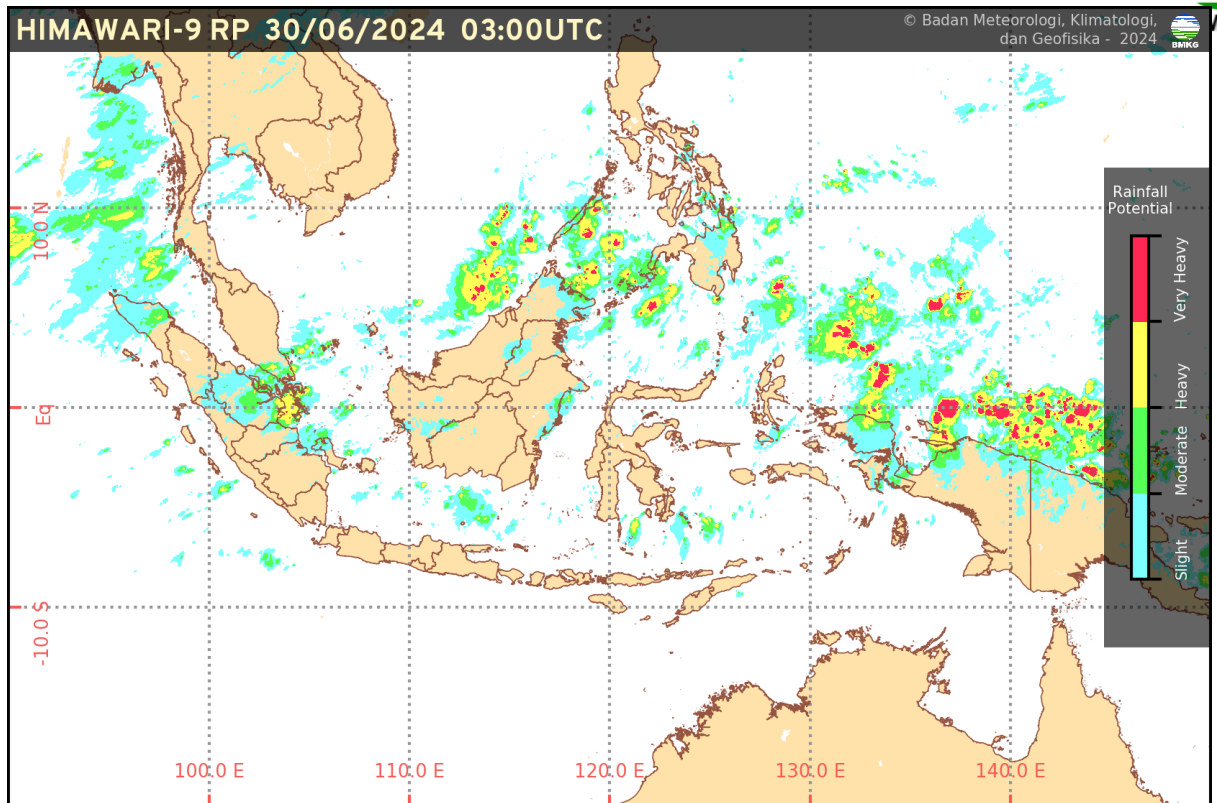 HIMAWARI-9 RP 30/06/2024 03:00UTC
© Badan Meteorologi, Klimatologi,
dan Geofisika - 2024
BMKG
Rainfall
Potential
Very Heavy
Heavy
Moderate
Slight
10.0 N
Eq
-10.0 S
100.0 E
110.0 E
120.0 E
130.0 E
140.0 E